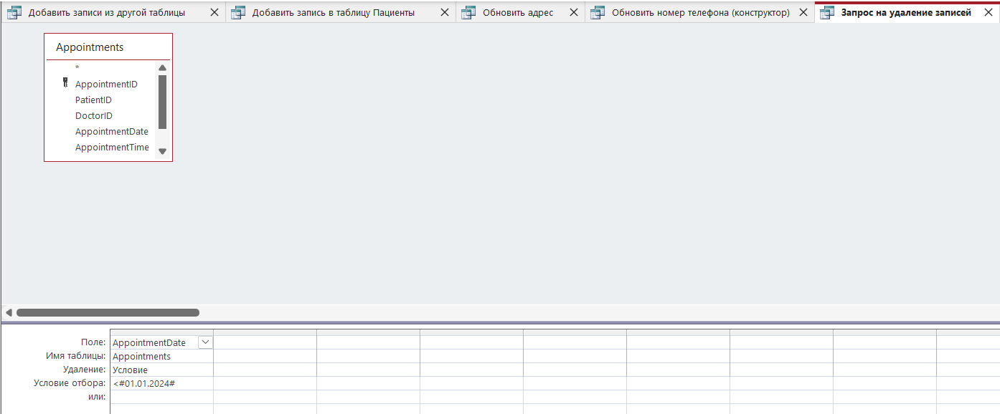 Добавить записи из другой таблицы
Добавить запись в таблицу Пациенты
Обновить адрес
Обновить номер телефона (конструктор)
Запрос на удаление записей
Appointments
*
AppointmentID
PatientID
DoctorID
AppointmentDate
AppointmentTime
Поле: AppointmentDate
Имя таблицы: Appointments
Удаление: Условие
Условие отбора: <#01.01.2024#
или: